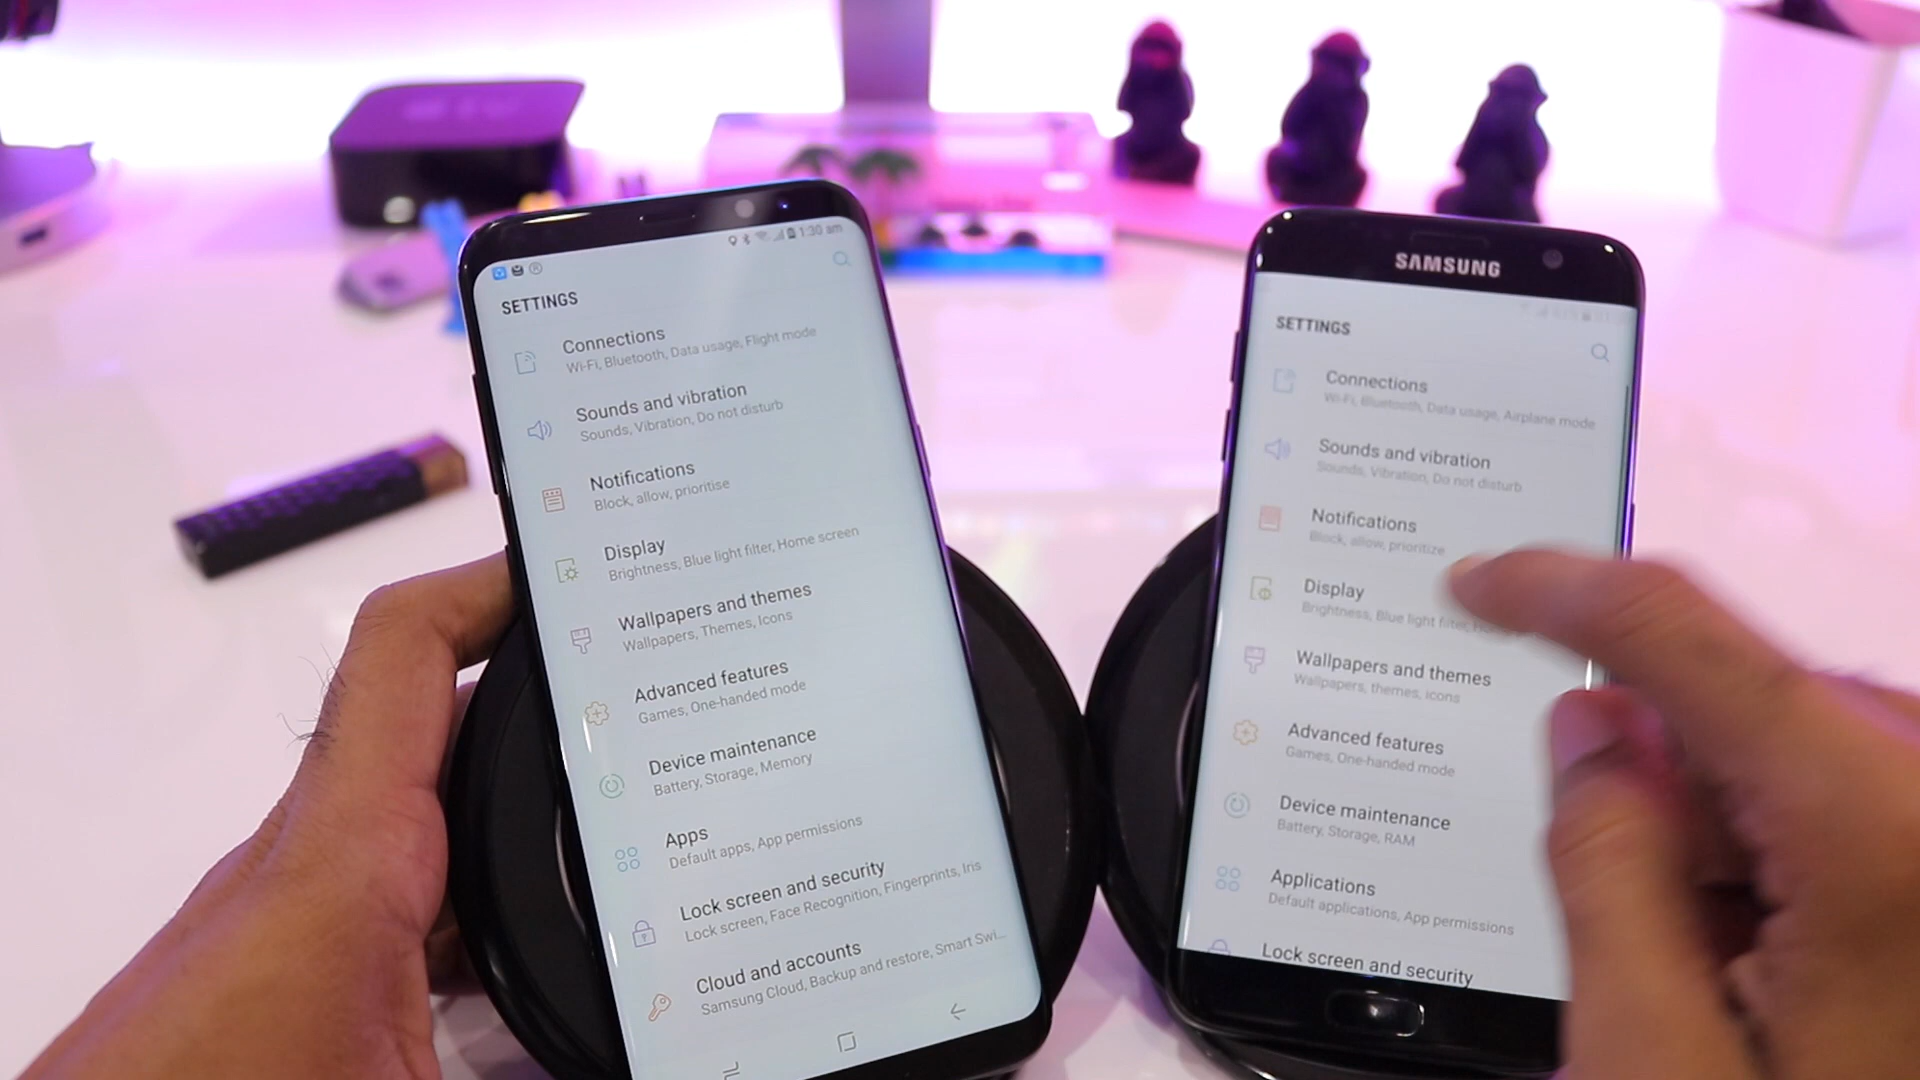 1:30 am
SETTINGS
Connections
Wi-Fi, Bluetooth, Data usage, Flight mode
Sounds and vibration
Sounds, Vibration, Do not disturb
Notifications
Block, allow, prioritise
Display
Brightness, Blue light filter, Home screen
Wallpapers and themes
Wallpapers, Themes, Icons
Advanced features
Games, One-handed mode
Device maintenance
Battery, Storage, Memory
Apps
Default apps, App permissions
Lock screen and security
Lock screen, Face Recognition, Fingerprints, Iris
Cloud and accounts
Samsung Cloud, Backup and restore, Smart Swi...
SAMSUNG
SETTINGS
Connections
Wi-Fi, Bluetooth, Data usage, Airplane mode
Sounds and vibration
Sounds, Vibration, Do not disturb
Notifications
Block, allow, prioritize
Display
Brightness, Blue light filter,
Wallpapers and themes
Wallpapers, themes, icons
Advanced features
Games, One-handed mode
Device maintenance
Battery, Storage, RAM
Applications
Default applications, App permissions
Lock screen and security